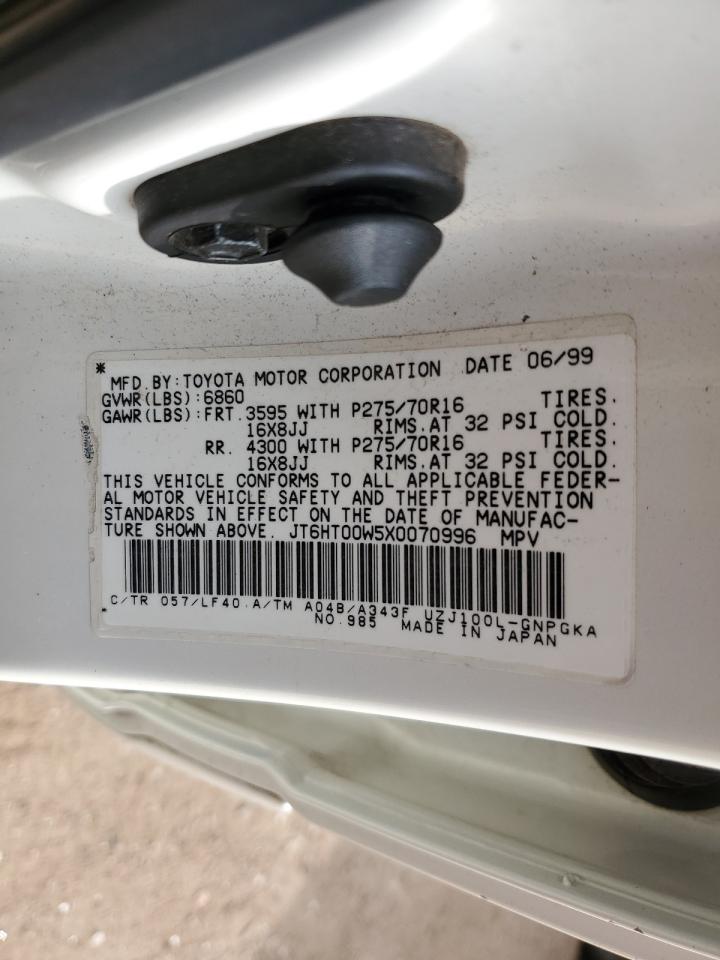 * MFD.BY:TOYOTA MOTOR CORPORATION DATE 06/99
GVWR(LBS):6860
GAWR(LBS):FRT.3595 WITH P275/70R16 TIRES.
16X8JJ RIMS.AT 32 PSI COLD.
RR. 4300 WITH P275/70R16 TIRES.
16X8JJ RIMS.AT 32 PSI COLD.
THIS VEHICLE CONFORMS TO ALL APPLICABLE FEDER-
AL MOTOR VEHICLE SAFETY AND THEFT PREVENTION
STANDARDS IN EFFECT ON THE DATE OF MANUFAC-
TURE SHOWN ABOVE. JT6HT00W5X0070996 MPV
C/TR 057/LF40 A/TM A04B/A343F UZJ100L-GNPGKA
NO.985 MADE IN JAPAN